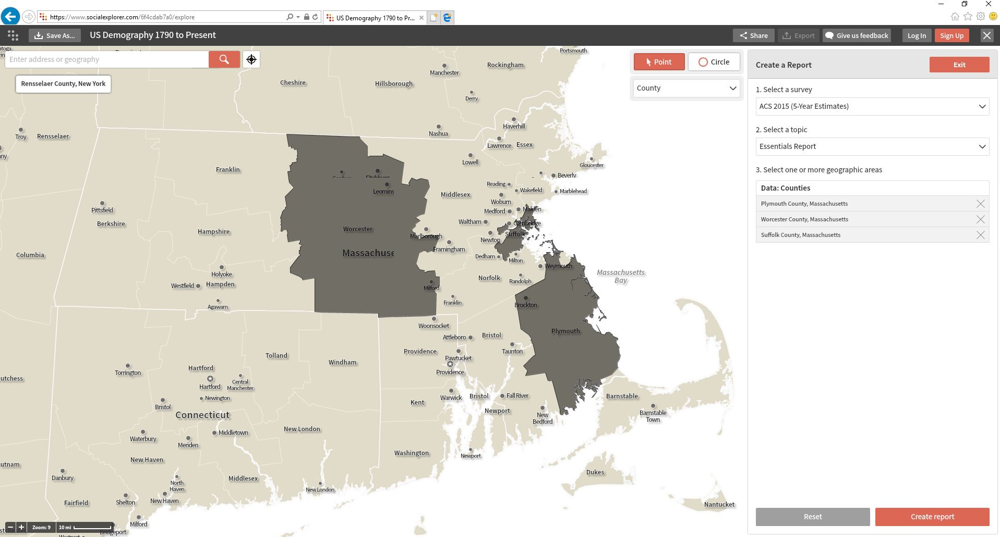 https://www.socialexplorer.com/6f4cdab7a0/explore
US Demography 1790 to Pr...
Save As...
US Demography 1790 to Present
Share
Export
Give us feedback
Log In
Sign Up
Enter address or geography
Rensselaer County, New York
Point
Circle
County
Create a Report
Exit
1. Select a survey
ACS 2015 (5-Year Estimates)
2. Select a topic
Essentials Report
3. Select one or more geographic areas
Data: Counties
Plymouth County, Massachusetts
Worcester County, Massachusetts
Suffolk County, Massachusetts
Reset
Create report
Portsmouth
Rockingham
Manchester
Cheshire
Hillsborough
Derry
Haverhill
Nashua
Troy
Rensselaer
Lawrence
Essex
Lowell
Gloucester
Franklin
Beverly
Reading
Wakefield
Marblehead
Leomins
Middlesex
Woburn
Pittsfield
Medford
Malden
Berkshire
Waltham
Cambridge
Hampshire
Worcester
Marlborough
Suffolk
Newton
Framingham
Massachuse
Columbia
Dedham
Milton
Weymouth
Holyoke
Massachusetts
Bay
Westfield
Hampden
Norfolk
Randolph
Milford
Agawam
Franklin
Brockton
Woonsocket
Plymouth
Attleboro
Bristol
Tolland
Windham
Providence
Taunton
Pawtucket
Torrington
Hartford
Providence
utchess
Hartford
Central
Manchester
Newington
Kent
Warwick
Bristol
Fall River
Barnstable
Bristol
Connecticut
Newport
New
Bedford
Barnstable
Town
Waterbury
Middletown
New London
Meriden
Washington
Newport
New Haven
utnam
Danbury
Middlesex
Dukes
North
Haven
New London
Fairfield
Shelton
New Haven
Nantucket
Milford
Zoom: 9
10 mi
Bridgeport